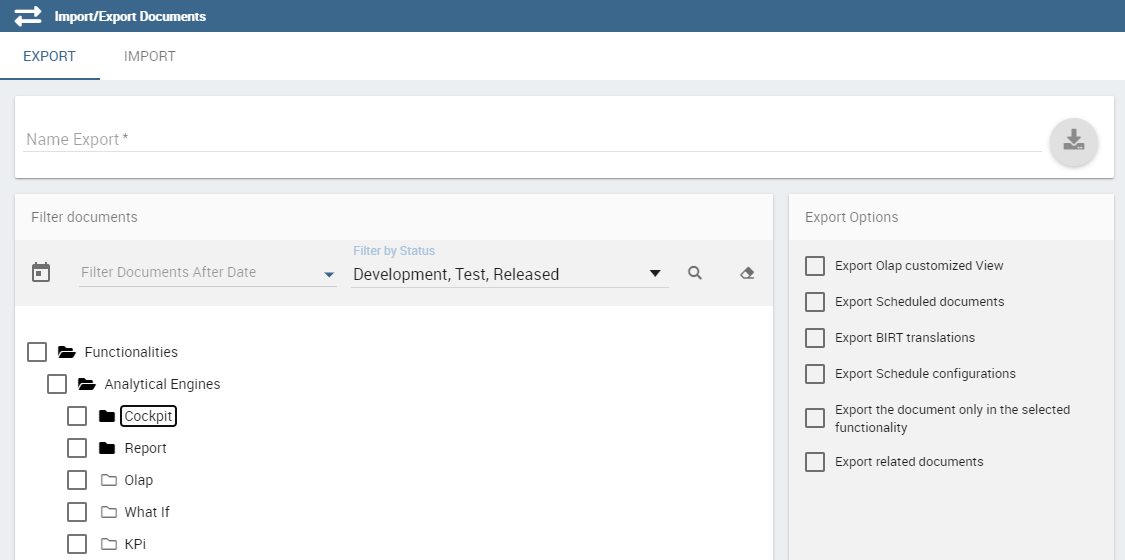 Import/Export Documents
EXPORT IMPORT
Name Export *
Filter documents
Filter Documents After Date
Filter by Status
Development, Test, Released
Functionalities
Analytical Engines
Cockpit
Report
Olap
What If
KPi
Export Options
Export Olap customized View
Export Scheduled documents
Export BIRT translations
Export Schedule configurations
Export the document only in the selected
functionality
Export related documents